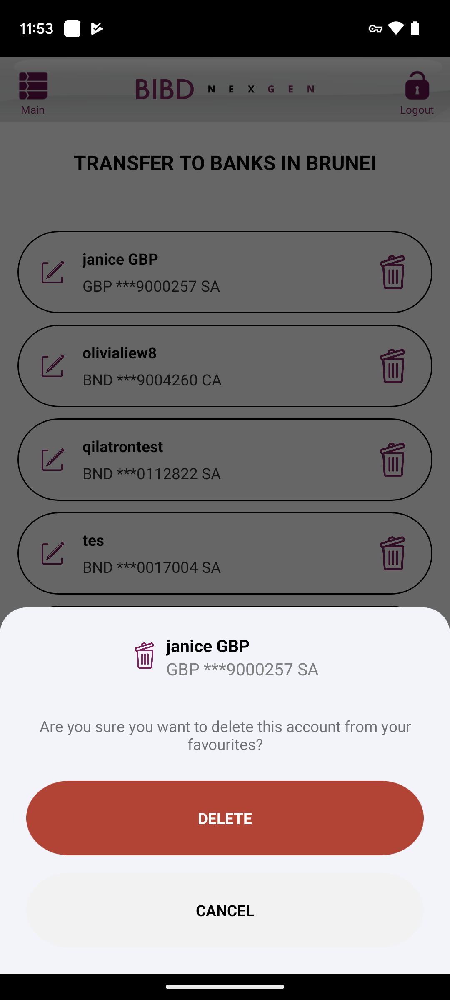 11:53
Main
BIBD NEXGEN
Logout
TRANSFER TO BANKS IN BRUNEI
janice GBP
GBP ***9000257 SA
olivialiew8
BND ***9004260 CA
qilatrontest
BND ***0112822 SA
tes
BND ***0017004 SA
janice GBP
GBP ***9000257 SA
Are you sure you want to delete this account from your
favourites?
DELETE
CANCEL